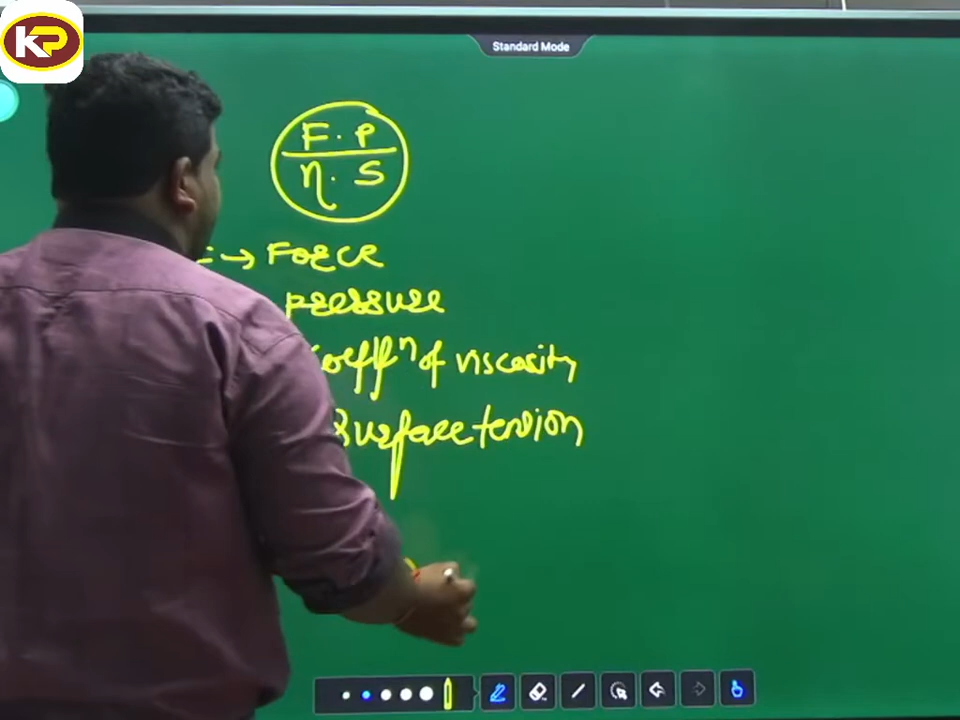 KP
Standard Mode
F . P
η . S
F → Force
Pressure
coeffn of viscosity
Surface tension